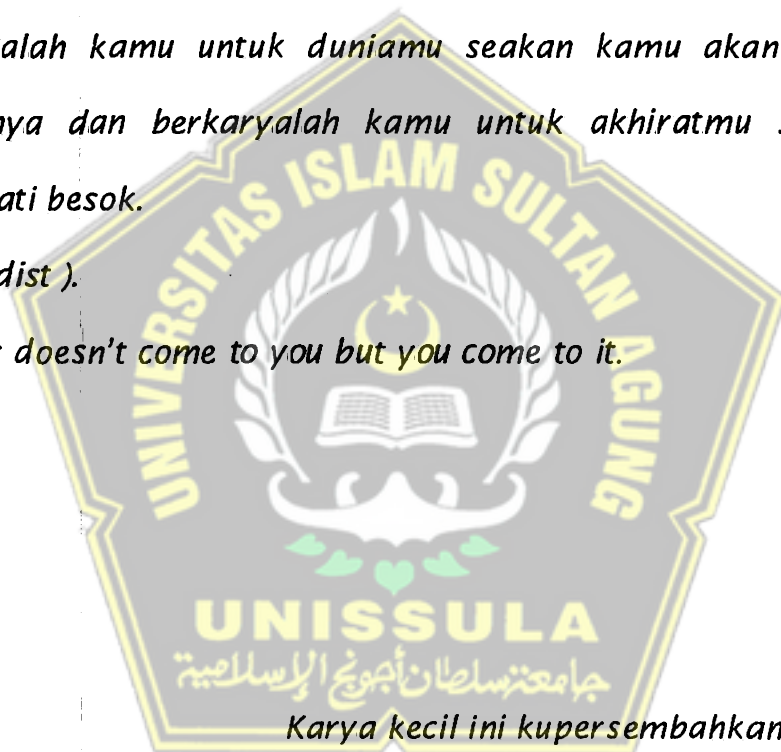 alah kamu untuk duniamu seakan kamu akan
nya dan berkaryalah kamu untuk akhiratmu
ati besok.
dist ).
doesn't come to you but you come to it.
UNIVERSITAS ISLAM SULTAN AGUNG
UNISSULA
جامعة سلطان أجونج الإسلامية
Karya kecil ini kupersembahkan